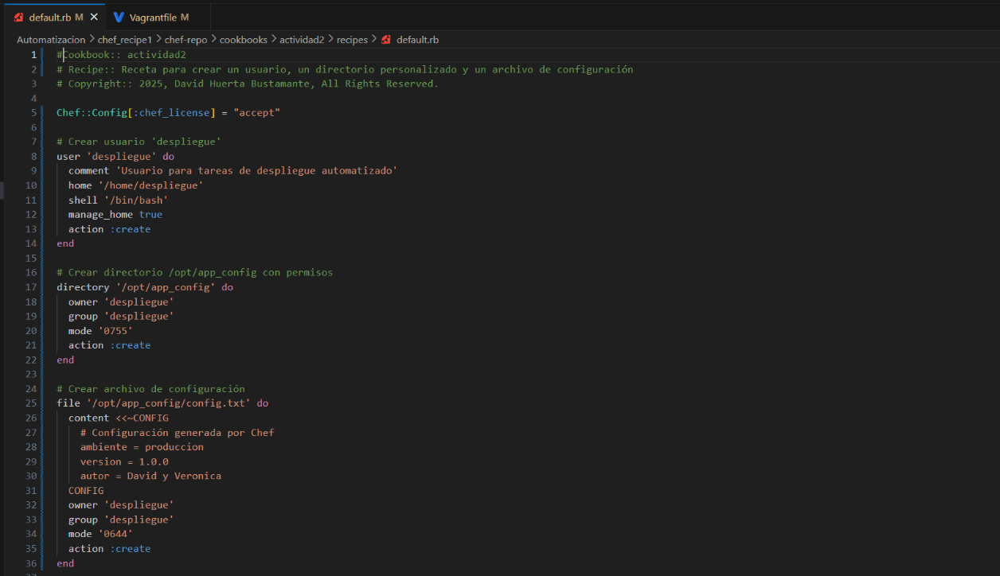 default.rb M
Vagrantfile M
Automatizacion > chef_recipe1 > chef-repo > cookbooks > actividad2 > recipes > default.rb
1 #Cookbook:: actividad2
2 # Recipe:: Receta para crear un usuario, un directorio personalizado y un archivo de configuración
3 # Copyright:: 2025, David Huerta Bustamante, All Rights Reserved.
4
5 Chef::Config[:chef_license] = "accept"
6
7 # Crear usuario 'despliegue'
8 user 'despliegue' do
9 comment 'Usuario para tareas de despliegue automatizado'
10 home '/home/despliegue'
11 shell '/bin/bash'
12 manage_home true
13 action :create
14 end
15
16 # Crear directorio /opt/app_config con permisos
17 directory '/opt/app_config' do
18 owner 'despliegue'
19 group 'despliegue'
20 mode '0755'
21 action :create
22 end
23
24 # Crear archivo de configuración
25 file '/opt/app_config/config.txt' do
26 content <<~CONFIG
27 # Configuración generada por Chef
28 ambiente = produccion
29 version = 1.0.0
30 autor = David y Veronica
31 CONFIG
32 owner 'despliegue'
33 group 'despliegue'
34 mode '0644'
35 action :create
36 end